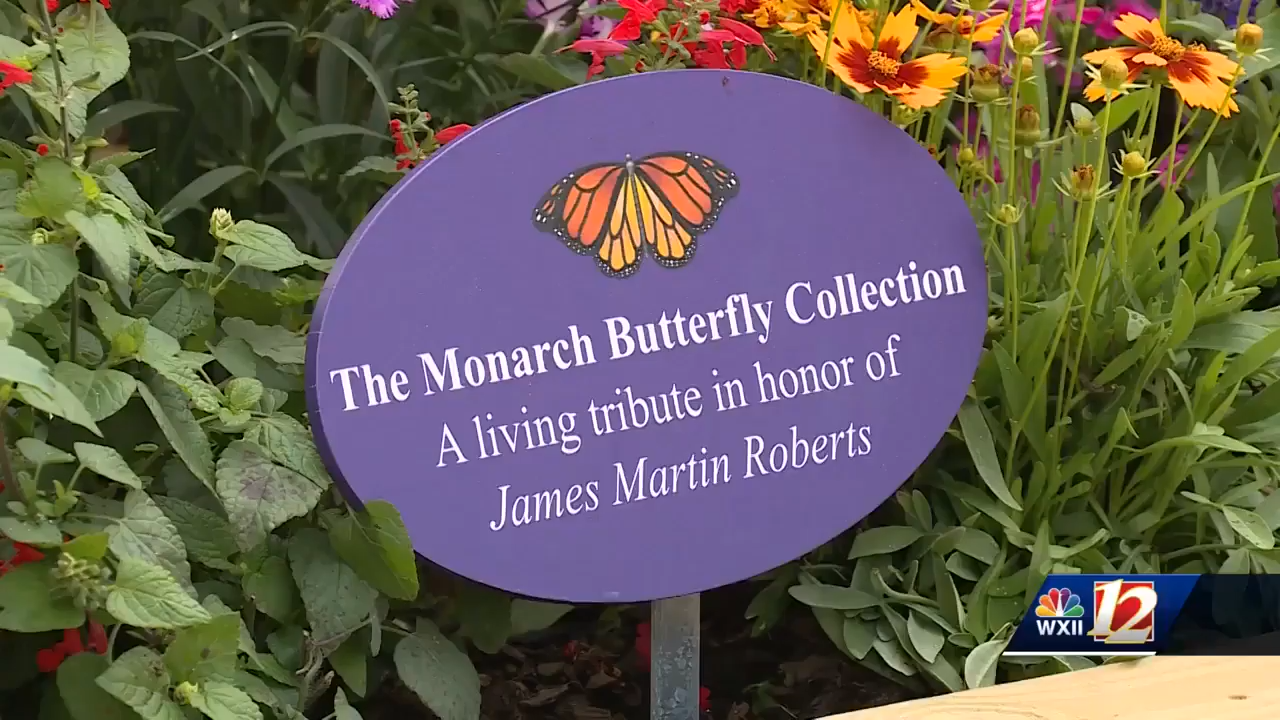 The Monarch Butterfly Collection
A living tribute in honor of
James Martin Roberts
WXII 12